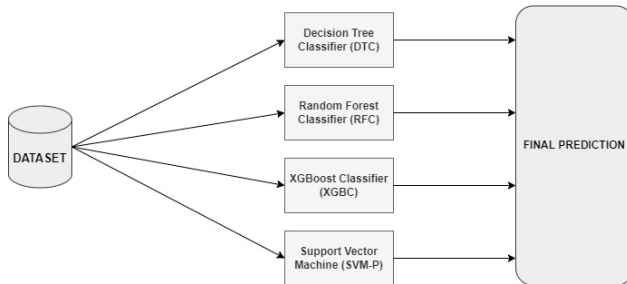 Decision Tree
Classifier (DTC)
Random Forest
Classifier (RFC)
DATASET
FINAL PREDICTION
XGBoost Classifier
(XGBC)
Support Vector
Machine (SVM-P)